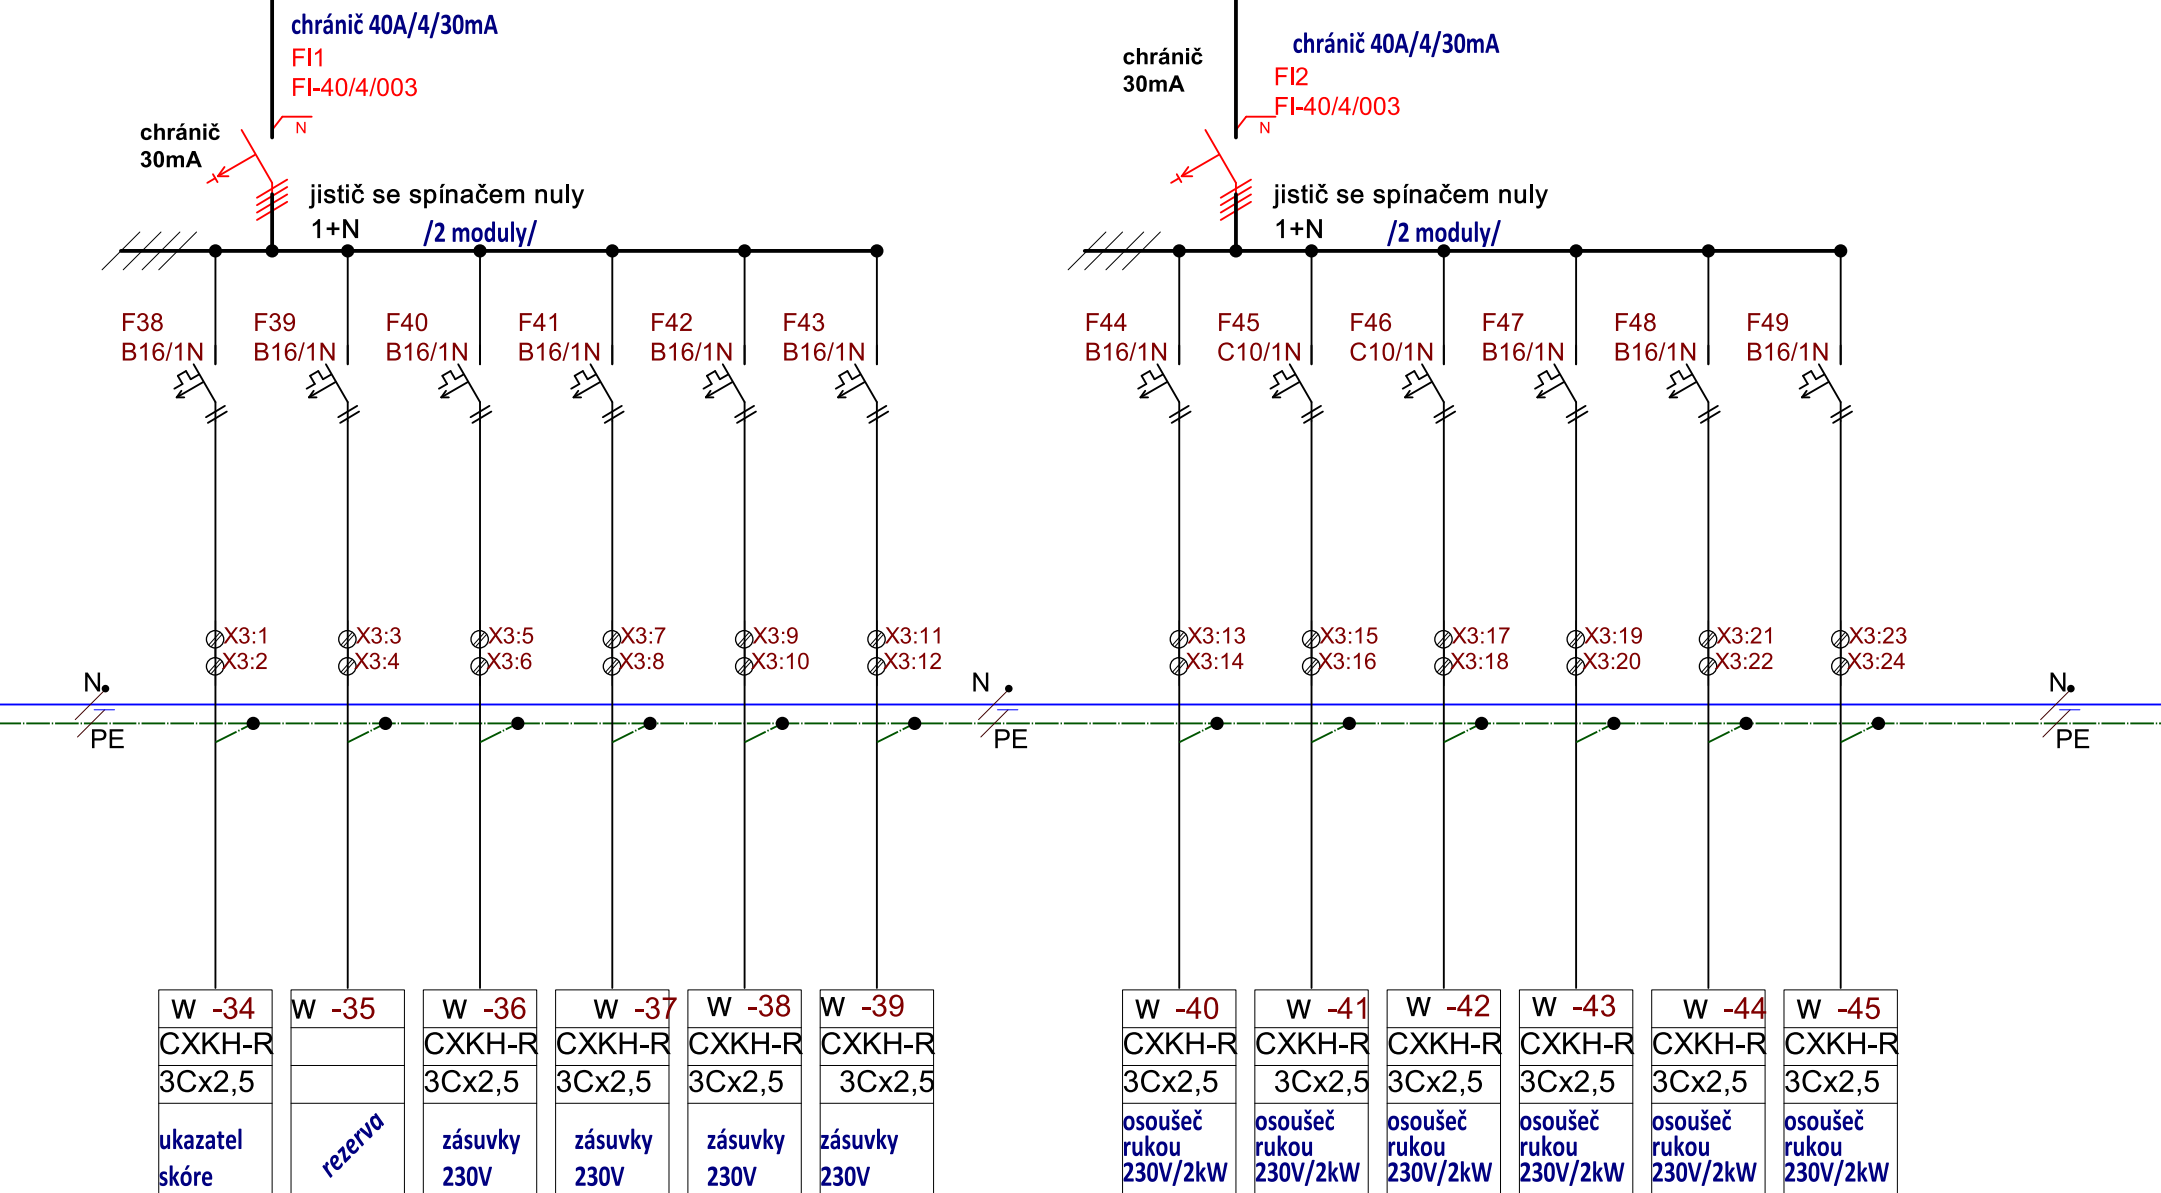 chránič 40A/4/30mA
FI1
FI-40/4/003
N
chránič
30mA
jistič se spínačem nuly
1+N /2 moduly/
chránič 40A/4/30mA
chránič
30mA
FI2
FI-40/4/003
N
jistič se spínačem nuly
1+N /2 moduly/
F38 F39 F40 F41 F42 F43
B16/1N B16/1N B16/1N B16/1N B16/1N B16/1N
F44 F45 F46 F47 F48 F49
B16/1N C10/1N C10/1N B16/1N B16/1N B16/1N
X3:1 X3:3 X3:5 X3:7 X3:9 X3:11 X3:13 X3:15 X3:17 X3:19 X3:21 X3:23
X3:2 X3:4 X3:6 X3:8 X3:10 X3:12 X3:14 X3:16 X3:18 X3:20 X3:22 X3:24
N N N
PE PE PE
W -34 W -35 W -36 W -37 W -38 W -39 W -40 W -41 W -42 W -43 W -44 W -45
CXKH-R CXKH-R CXKH-R CXKH-R CXKH-R CXKH-R CXKH-R CXKH-R CXKH-R CXKH-R CXKH-R
3Cx2,5 3Cx2,5 3Cx2,5 3Cx2,5 3Cx2,5 3Cx2,5 3Cx2,5 3Cx2,5 3Cx2,5 3Cx2,5 3Cx2,5
ukazatel
skóre
rezerva
zásuvky
230V
zásuvky
230V
zásuvky
230V
zásuvky
230V
osoušeč
rukou
230V/2kW
osoušeč
rukou
230V/2kW
osoušeč
rukou
230V/2kW
osoušeč
rukou
230V/2kW
osoušeč
rukou
230V/2kW
osoušeč
rukou
230V/2kW